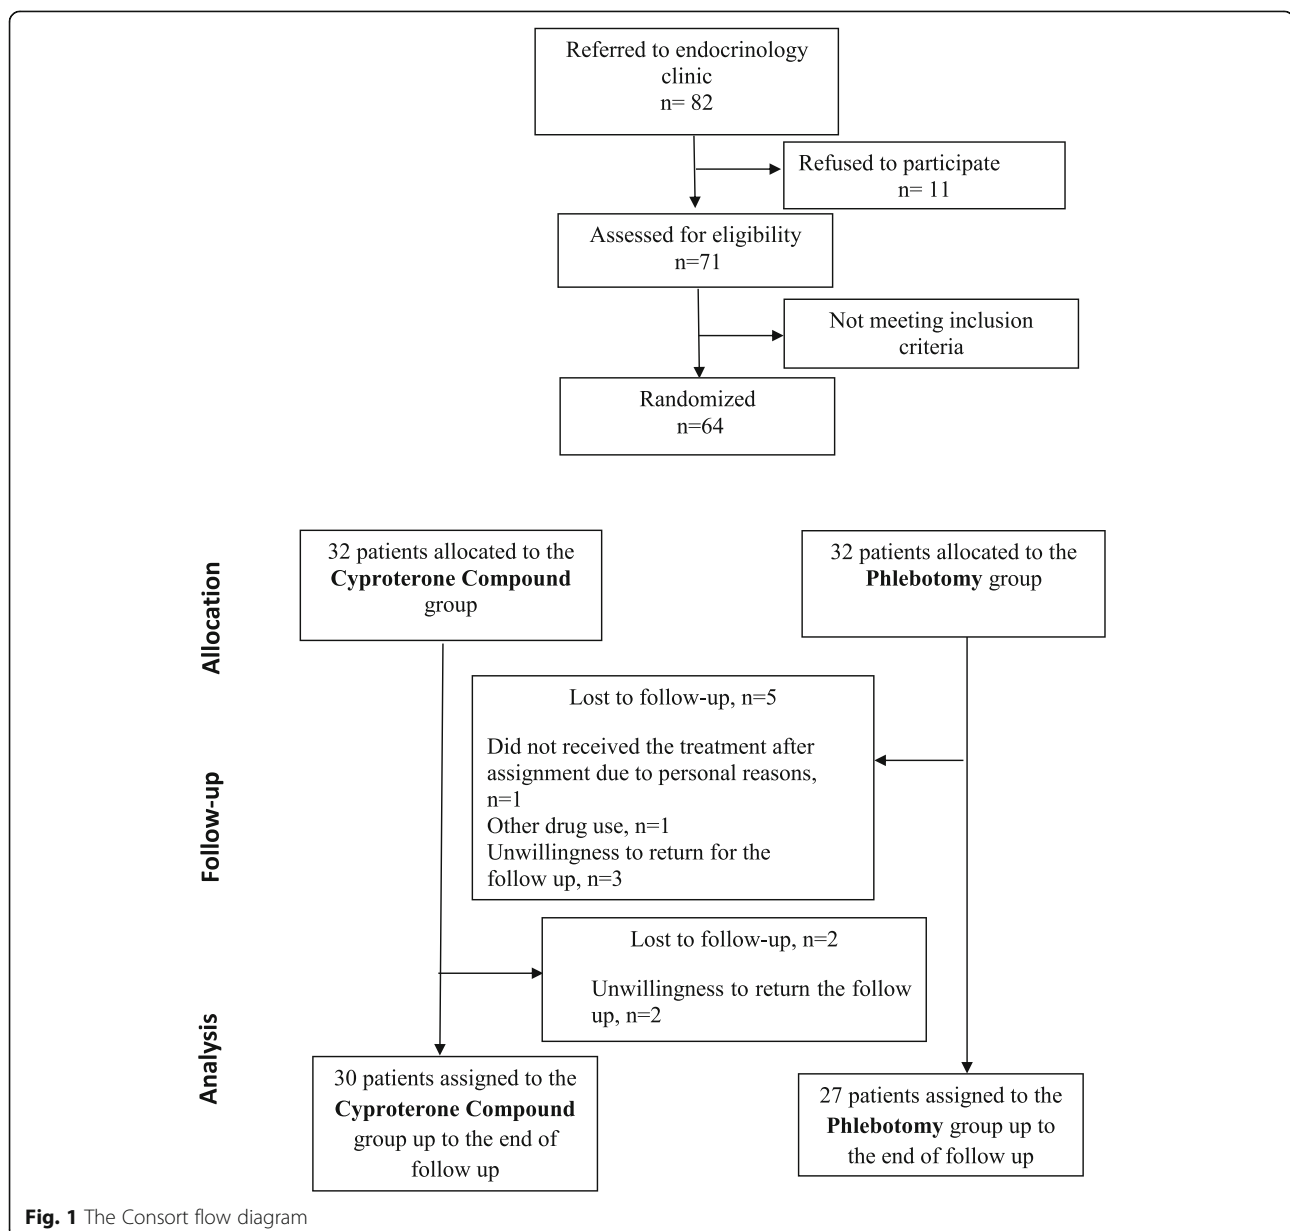 Referred to endocrinology
clinic
n= 82
Refused to participate
n= 11
Assessed for eligibility
n=71
Not meeting inclusion
criteria
Randomized
n=64
Allocation
32 patients allocated to the
Cyproterone Compound
group
32 patients allocated to the
Phlebotomy group
Follow-up
Lost to follow-up, n=5
Did not received the treatment after
assignment due to personal reasons,
n=1
Other drug use, n=1
Unwillingness to return for the
follow up, n=3
Lost to follow-up, n=2
Unwillingness to return the follow
up, n=2
Analysis
30 patients assigned to the
Cyproterone Compound
group up to the end of
follow up
27 patients assigned to the
Phlebotomy group up to
the end of follow up
Fig. 1 The Consort flow diagram